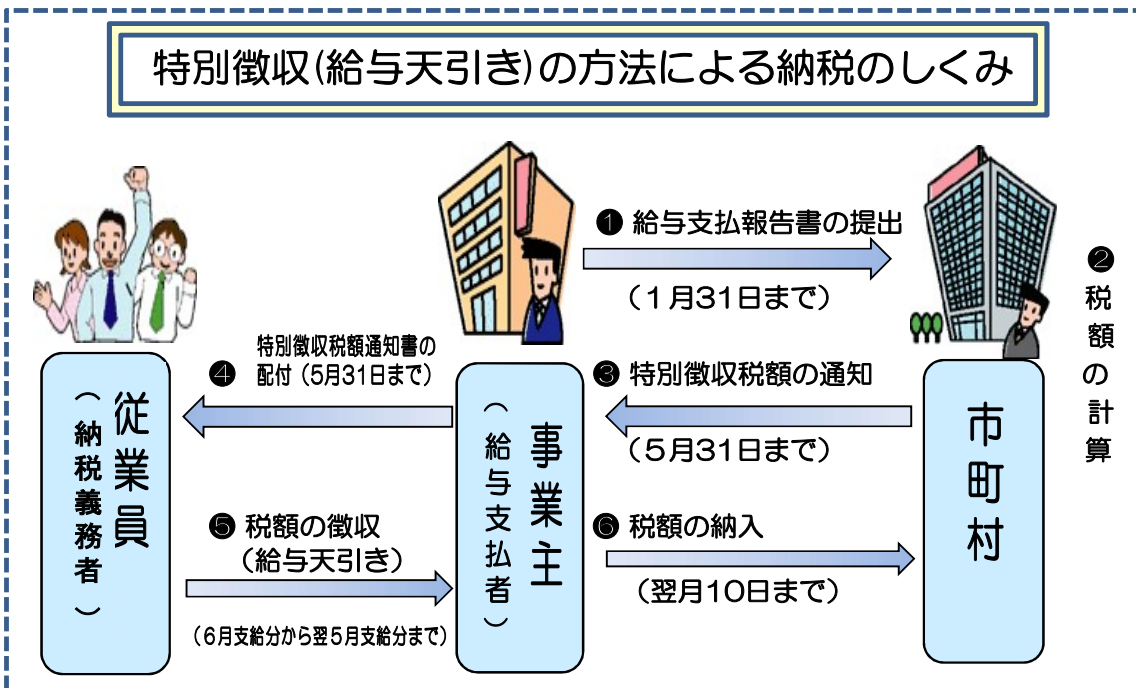 特別徴収(給与天引き)の方法による納税のしくみ
❶ 給与支払報告書の提出
（1月31日まで）
❷税額の計算
❸ 特別徴収税額の通知
（5月31日まで）
❹ 特別徴収税額通知書の
配付（5月31日まで）
❺ 税額の徴収
（給与天引き）
（6月支給分から翌5月支給分まで）
❻ 税額の納入
（翌月10日まで）
従業員
（納税義務者）
事業主
（給与支払者）
市町村